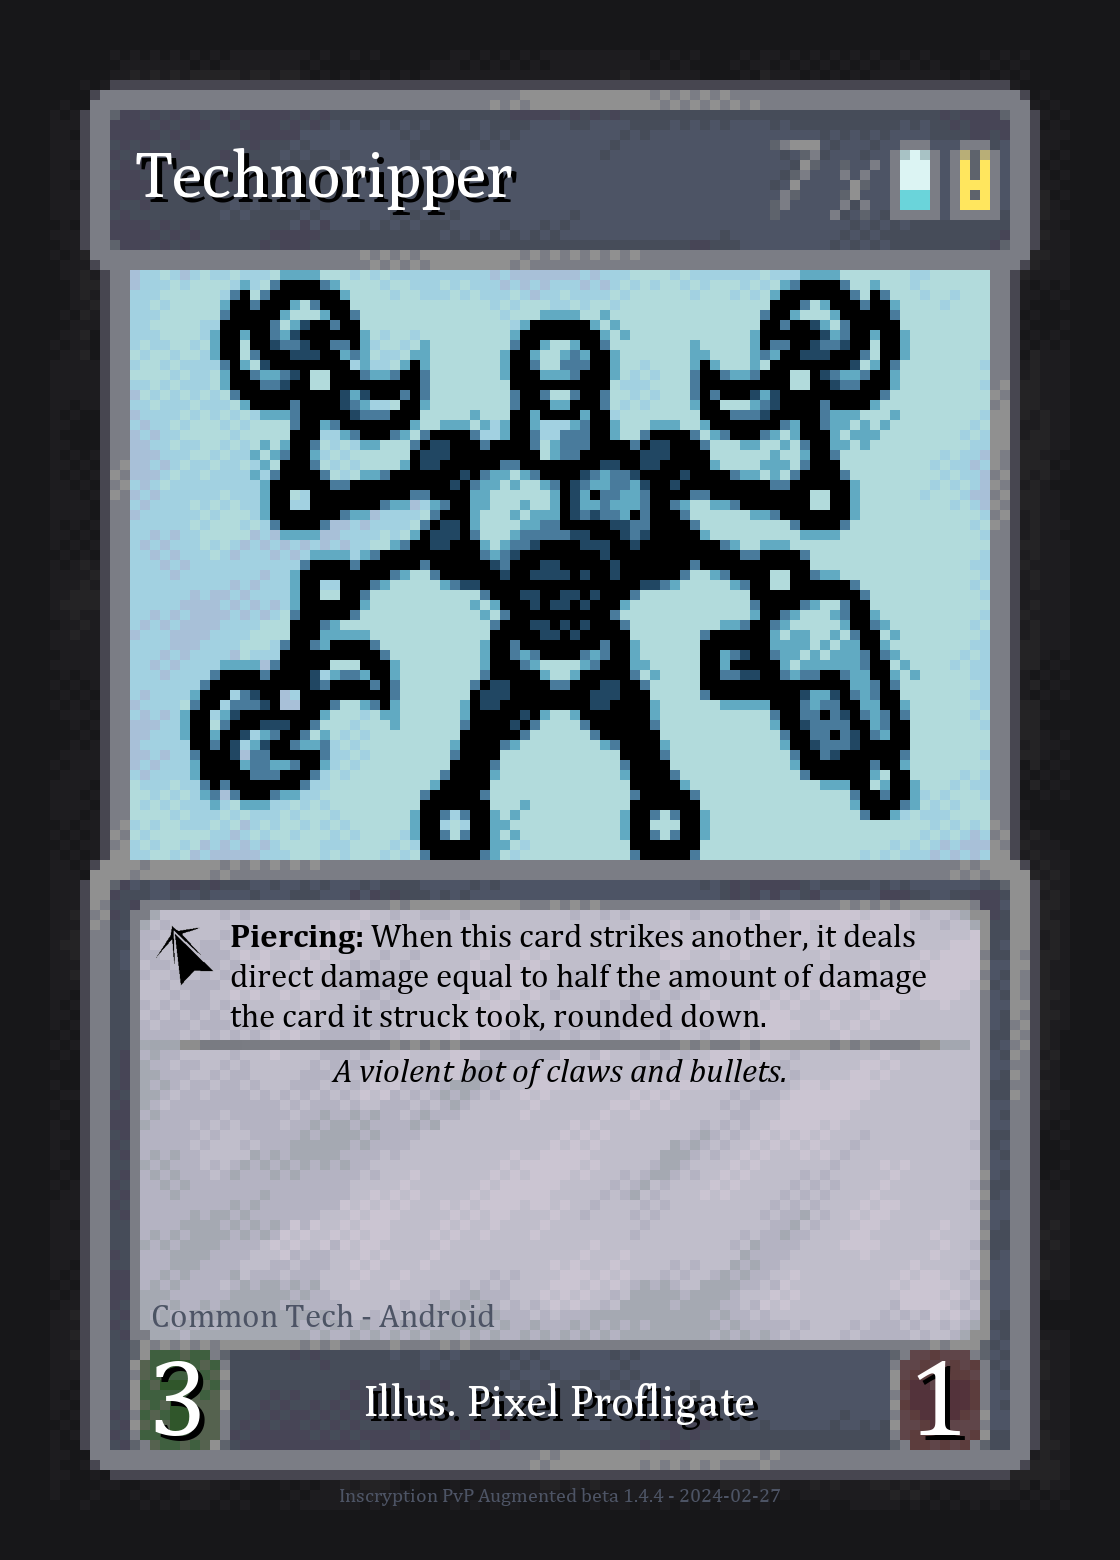 Technoripper 7x
Piercing: When this card strikes another, it deals
direct damage equal to half the amount of damage
the card it struck took, rounded down.
A violent bot of claws and bullets.
Common Tech - Android
3 Illus. Pixel Profligate 1
Inscryption PvP Augmented beta 1.4.4 - 2024-02-27